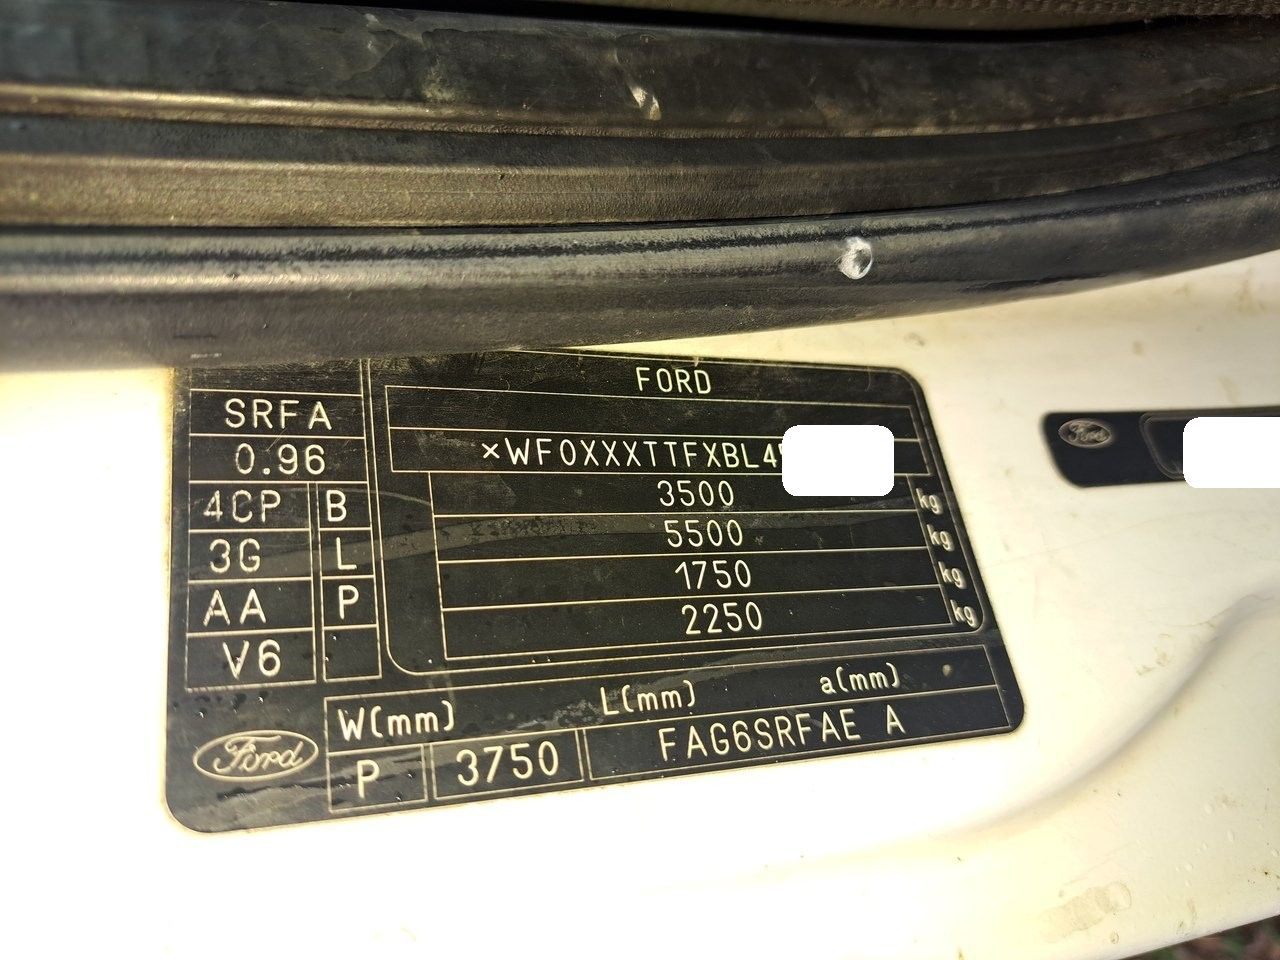 FORD
SRFA
×WF0XXXTTFXBL4
0.96
3500 kg
4CP B
5500 kg
3G L
1750 kg
AA P
2250 kg
V6
W(mm) L(mm) a(mm)
Ford
P 3750 FAG6SRFAE A
Ford